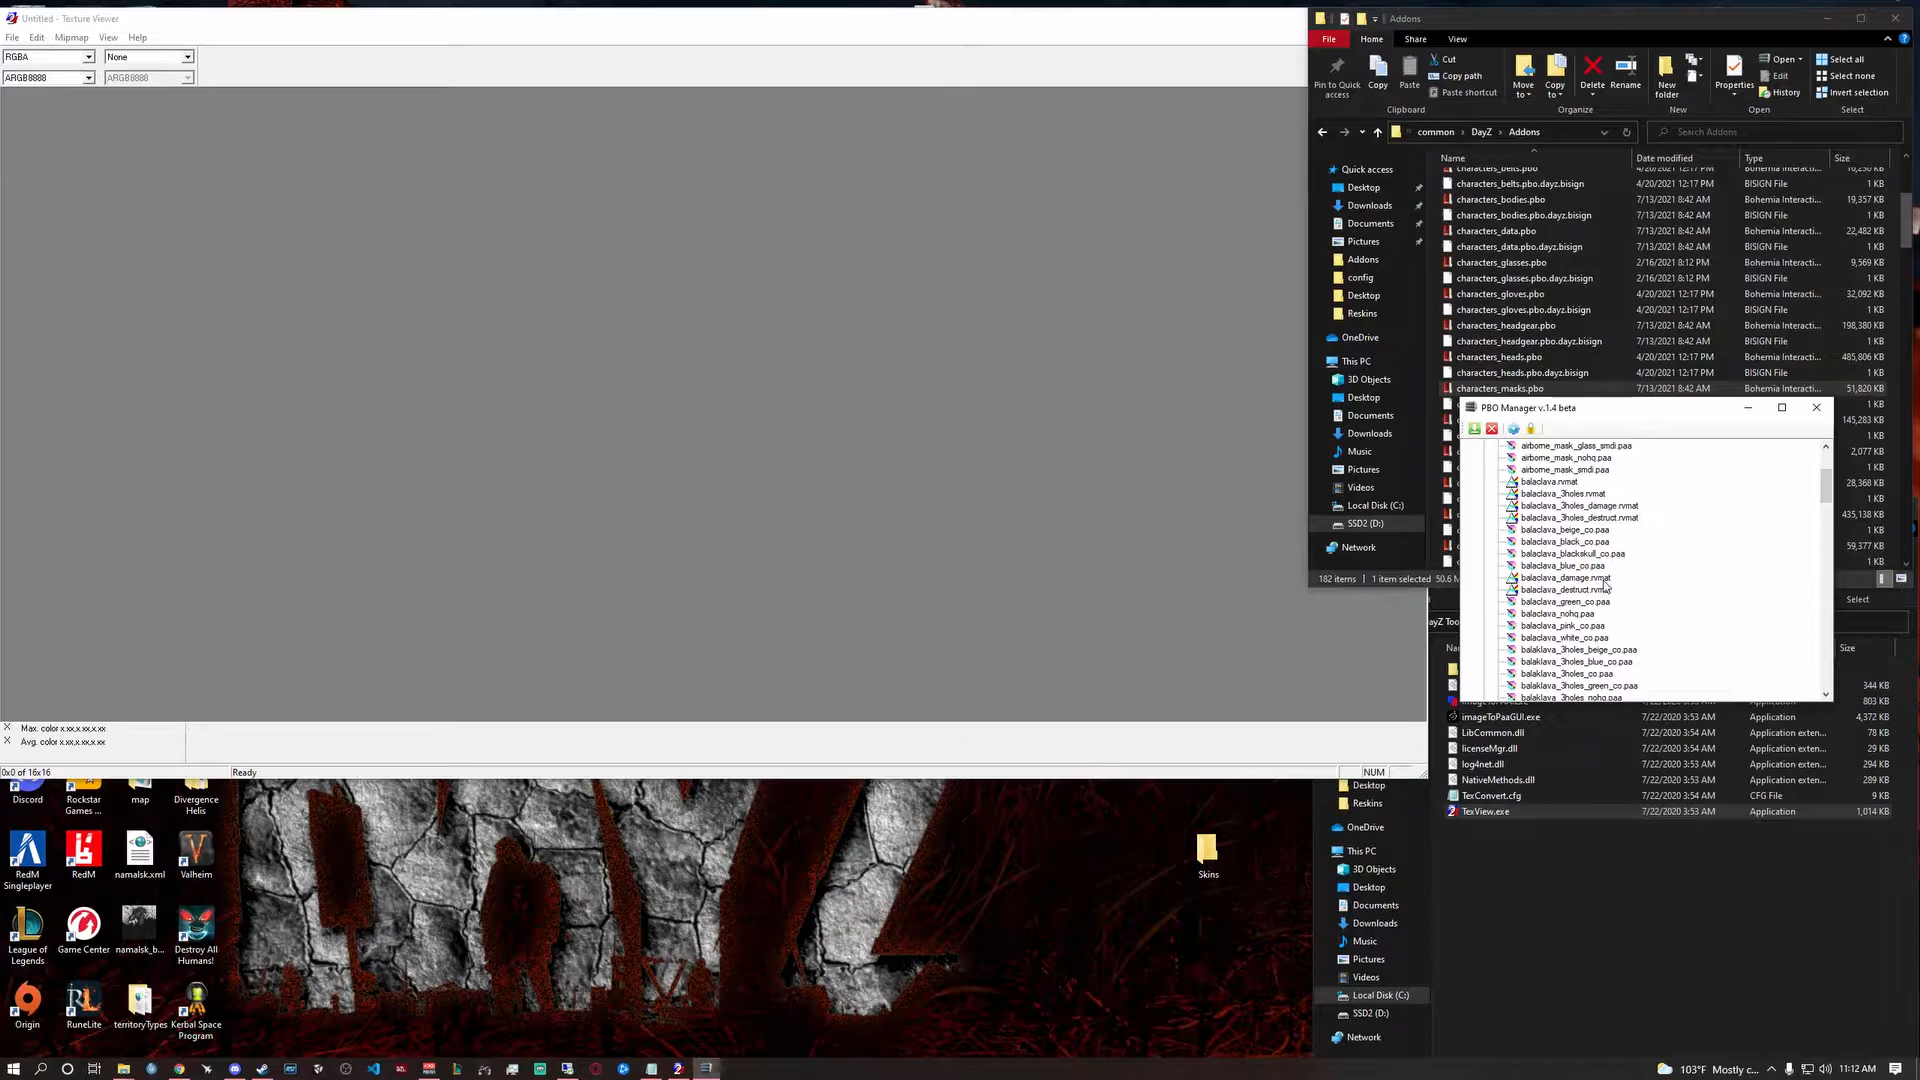 Untitled - Texture Viewer
File Edit Mipmap View Help
RGBA None
ARGB8888 ARGB8888
X Max. color x.xx,x.xx,x.xx
X Avg. color x.xx,x.xx,x.xx
0x0 of 16x16 Ready NUM
Addons
File Home Share View
Pin to Quick access
Copy
Paste
Cut
Copy path
Paste shortcut
Move to
Copy to
Delete
Rename
New folder
Properties
Open
Edit
History
Select all
Select none
Invert selection
Clipboard Organize New Open Select
common > DayZ > Addons
Search Addons
Name Date modified Type Size
characters_belts.pbo 4/20/2021 12:17 PM Bohemia Interacti...
characters_belts.pbo.dayz.bisign 4/20/2021 12:17 PM BISIGN File 1 KB
characters_bodies.pbo 7/13/2021 8:42 AM Bohemia Interacti... 19,357 KB
characters_bodies.pbo.dayz.bisign 7/13/2021 8:42 AM BISIGN File 1 KB
characters_data.pbo 7/13/2021 8:42 AM Bohemia Interacti... 22,482 KB
characters_data.pbo.dayz.bisign 7/13/2021 8:42 AM BISIGN File 1 KB
characters_glasses.pbo 2/16/2021 8:12 PM Bohemia Interacti... 9,569 KB
characters_glasses.pbo.dayz.bisign 2/16/2021 8:12 PM BISIGN File 1 KB
characters_gloves.pbo 4/20/2021 12:17 PM Bohemia Interacti... 32,092 KB
characters_gloves.pbo.dayz.bisign 4/20/2021 12:17 PM BISIGN File 1 KB
characters_headgear.pbo 7/13/2021 8:42 AM Bohemia Interacti... 198,380 KB
characters_headgear.pbo.dayz.bisign 7/13/2021 8:42 AM BISIGN File 1 KB
characters_heads.pbo 4/20/2021 12:17 PM Bohemia Interacti... 485,806 KB
characters_heads.pbo.dayz.bisign 4/20/2021 12:17 PM BISIGN File 1 KB
characters_masks.pbo 7/13/2021 8:42 AM Bohemia Interacti... 51,820 KB
1 KB
145,283 KB
1 KB
2,077 KB
1 KB
28,368 KB
1 KB
435,138 KB
1 KB
59,377 KB
1 KB
Quick access
Desktop
Downloads
Documents
Pictures
Addons
config
Desktop
Reskins
OneDrive
This PC
3D Objects
Desktop
Documents
Downloads
Music
Pictures
Videos
Local Disk (C:)
SSD2 (D:)
Network
182 items 1 item selected 50.6 M
PBO Manager v.1.4 beta
airborne_mask_glass_smdi.paa
airborne_mask_nohq.paa
airborne_mask_smdi.paa
balaclava.rvmat
balaclava_3holes.rvmat
balaclava_3holes_damage.rvmat
balaclava_3holes_destruct.rvmat
balaclava_beige_co.paa
balaclava_black_co.paa
balaclava_blackskull_co.paa
balaclava_blue_co.paa
balaclava_damage.rvmat
balaclava_destruct.rvmat
balaclava_green_co.paa
balaclava_nohq.paa
balaclava_pink_co.paa
balaclava_white_co.paa
balaklava_3holes_beige_co.paa
balaklava_3holes_blue_co.paa
balaklava_3holes_co.paa
balaklava_3holes_green_co.paa
balaklava_3holes_nohq.paa
Select
ayZ Too
Size
344 KB
803 KB
imageToPaaGUI.exe 7/22/2020 3:53 AM Application 4,372 KB
LibCommon.dll 7/22/2020 3:54 AM Application exten... 78 KB
licenseMgr.dll 7/22/2020 3:54 AM Application exten... 29 KB
log4net.dll 7/22/2020 3:54 AM Application exten... 294 KB
NativeMethods.dll 7/22/2020 3:53 AM Application exten... 289 KB
TexConvert.cfg 7/22/2020 3:53 AM CFG File 9 KB
TexView.exe 7/22/2020 3:53 AM Application 1,014 KB
Desktop
Reskins
OneDrive
This PC
3D Objects
Desktop
Documents
Downloads
Music
Pictures
Videos
Local Disk (C:)
SSD2 (D:)
Network
Discord
Rockstar Games ...
map
Divergence Helis
RedM Singleplayer
RedM
namalsk.xml
Valheim
League of Legends
Game Center
namalsk_b...
Destroy All Humans!
Origin
RuneLite
territoryTypes
Kerbal Space Program
Skins
103°F Mostly c... 11:12 AM